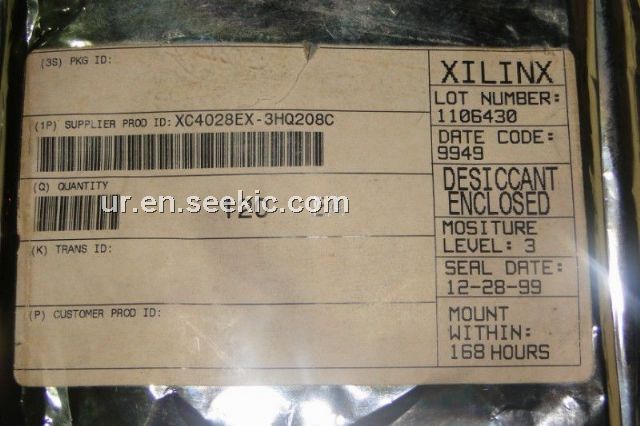 (3S) PKG ID:
(1P) SUPPLIER PROD ID: XC4028EX-3HQ208C
(Q) QUANTITY
ur.en.seekic.com
(K) TRANS ID:
(P) CUSTOMER PROD ID:
XILINX
LOT NUMBER:
1106430
DATE CODE:
9949
DESICCANT
ENCLOSED
MOSITURE
LEVEL: 3
SEAL DATE:
12-28-99
MOUNT
WITHIN:
168 HOURS